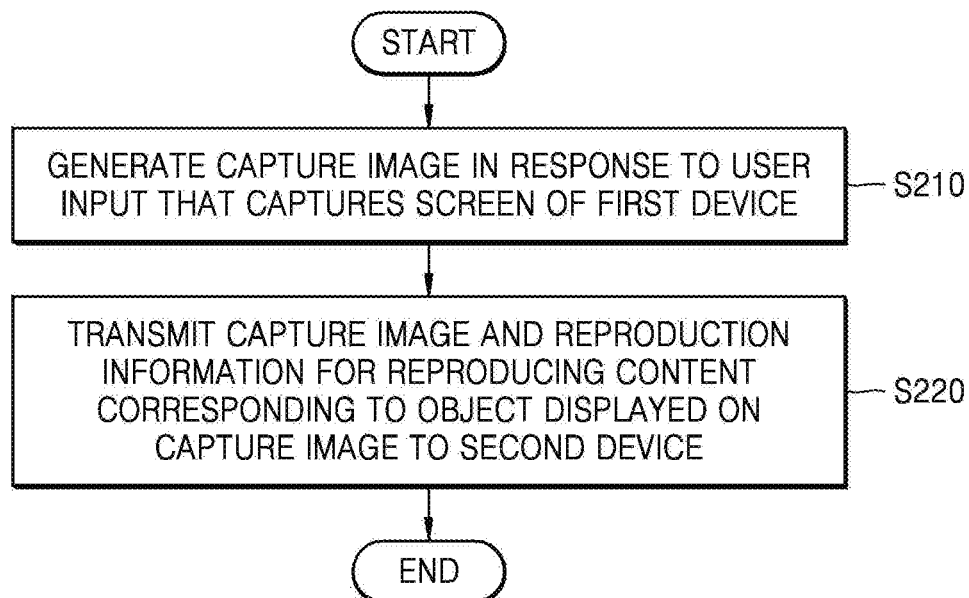 START
GENERATE CAPTURE IMAGE IN RESPONSE TO USER
INPUT THAT CAPTURES SCREEN OF FIRST DEVICE
S210
TRANSMIT CAPTURE IMAGE AND REPRODUCTION
INFORMATION FOR REPRODUCING CONTENT
CORRESPONDING TO OBJECT DISPLAYED ON
CAPTURE IMAGE TO SECOND DEVICE
S220
END